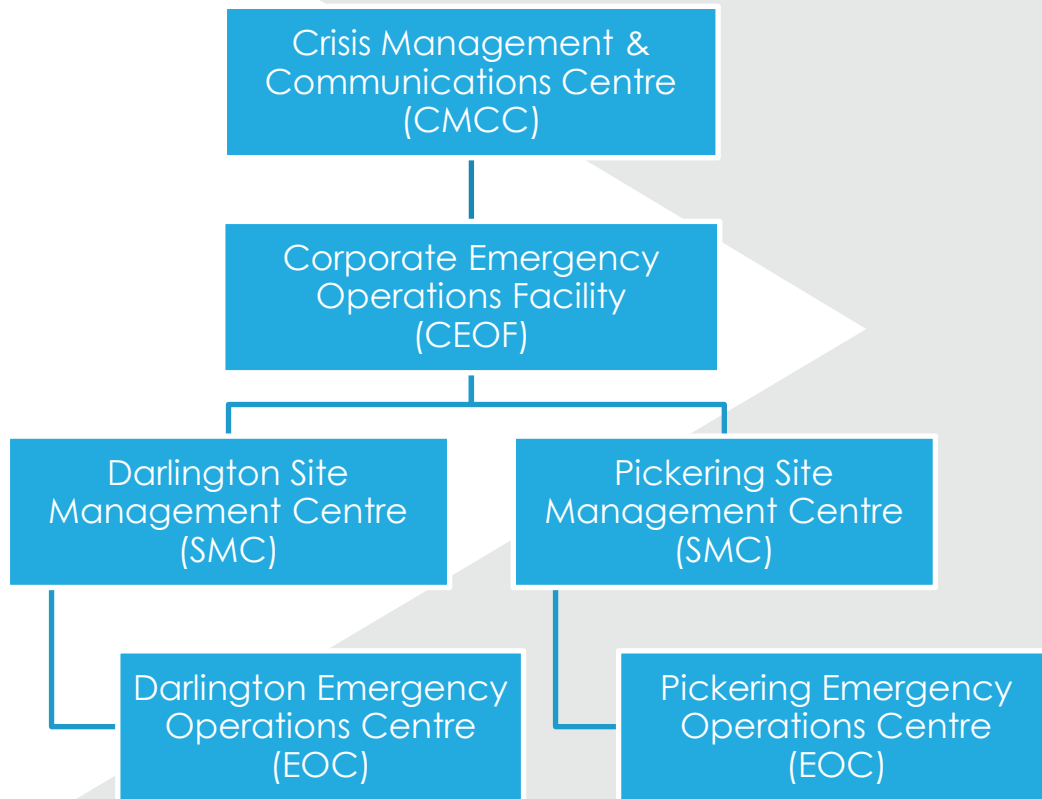 Crisis Management &
Communications Centre
(CMCC)
Corporate Emergency
Operations Facility
(CEOF)
Darlington Site
Management Centre
(SMC)
Pickering Site
Management Centre
(SMC)
Darlington Emergency
Operations Centre
(EOC)
Pickering Emergency
Operations Centre
(EOC)